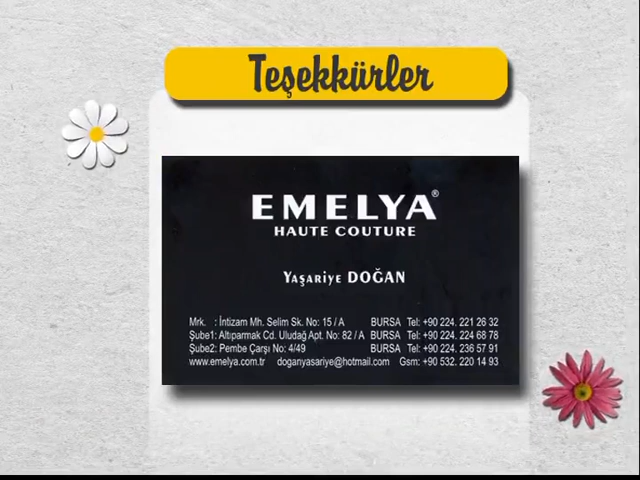 Teşekkürler
EMELYA®
HAUTE COUTURE
Yaşariye DOĞAN
Mrk. : İntizam Mh. Selim Sk. No: 15 / A BURSA Tel: +90 224. 221 26 32
Şube1: Altıparmak Cd. Uludağ Apt. No: 82 / A BURSA Tel: +90 224. 224 68 78
Şube2: Pembe Çarşı No: 4/49 BURSA Tel: +90 224. 236 57 91
www.emelya.com.tr doganyasariye@hotmail.com Gsm: +90 532. 220 14 93